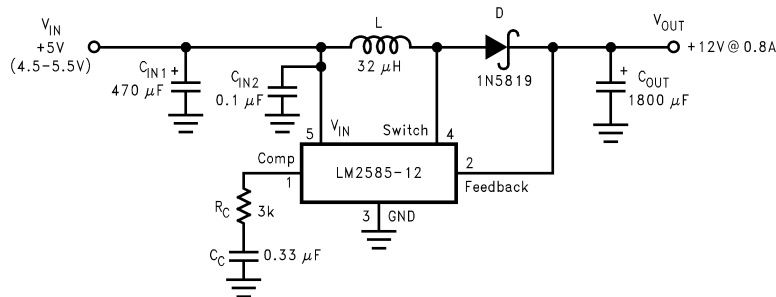 V_IN
+5V
(4.5-5.5V)
C_IN1 +
470 μF
C_IN2
0.1 μF
L
32 μH
D
1N5819
V_OUT
+12V@0.8A
+
C_OUT
1800 μF
5
V_IN
Switch
4
Comp
1
LM2585-12
2
Feedback
3
GND
R_C
3k
C_C
0.33 μF